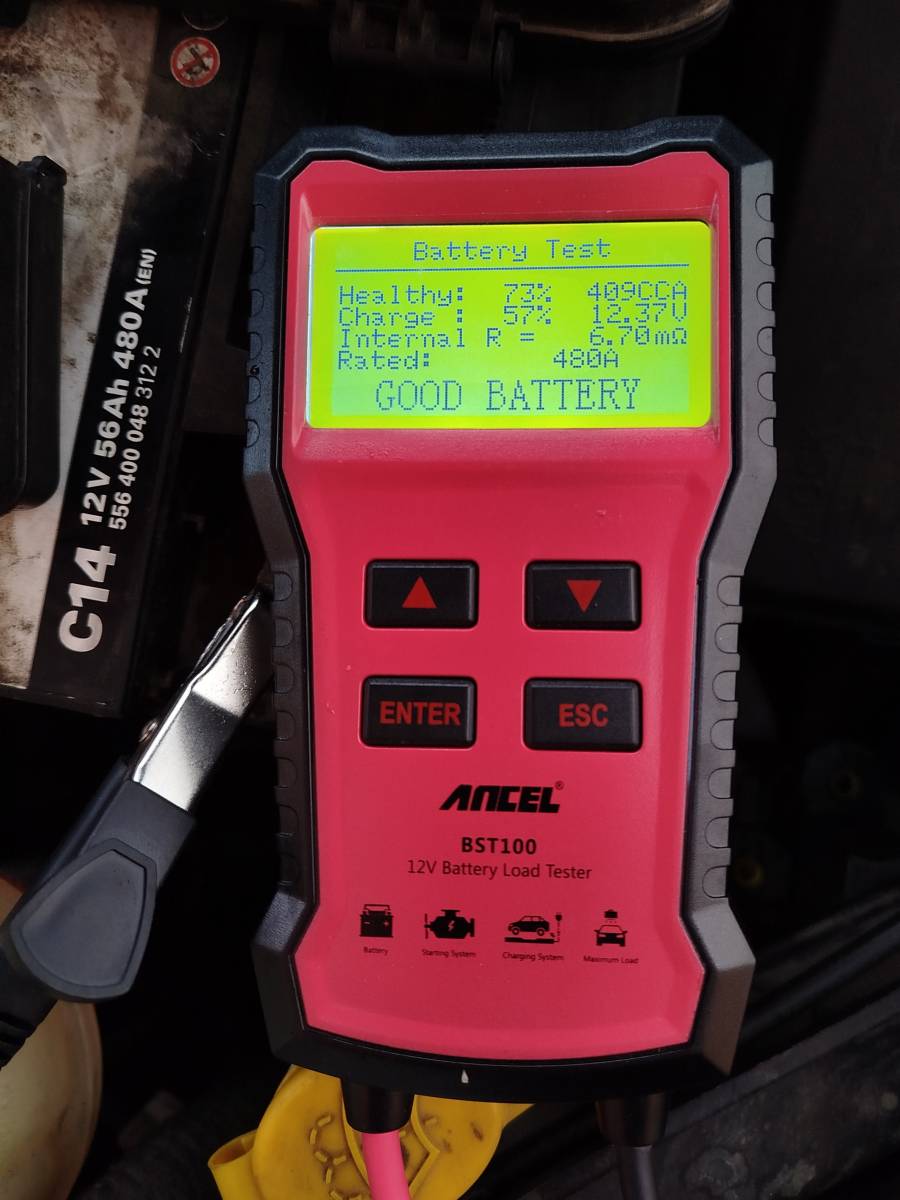 C14 12V 56Ah 480A (EN)
556 400 048 312 2
Battery Test
Healthy: 73% 409CCA
Charge : 57% 12.37V
Internal R = 6.70mΩ
Rated: 480A
GOOD BATTERY
▲ ▼
ENTER ESC
ANCEL®
BST100
12V Battery Load Tester
Battery Starting System Charging System Maximum Load